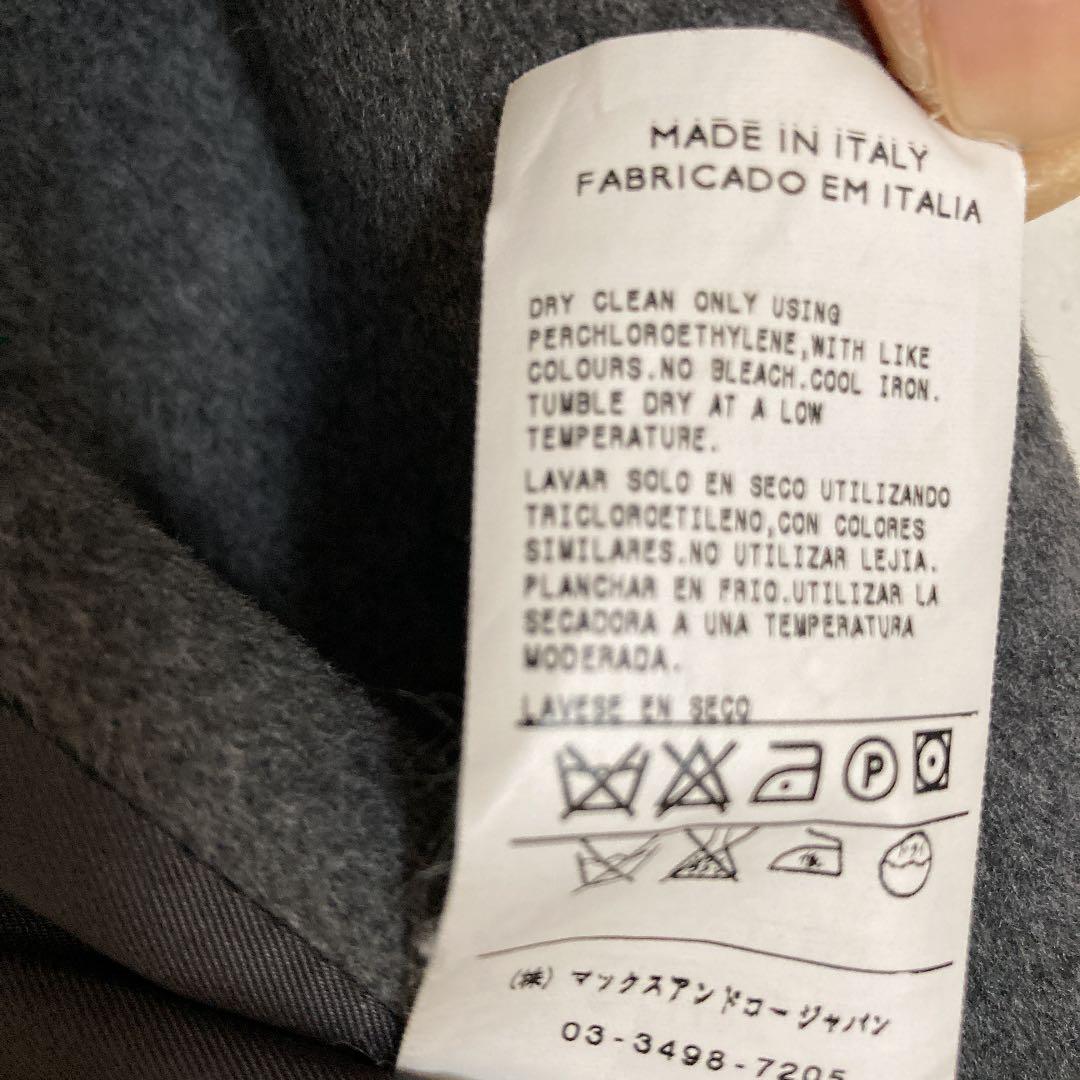 MADE IN ITALY
FABRICADO EM ITALIA
DRY CLEAN ONLY USING
PERCHLOROETHYLENE,WITH LIKE
COLOURS.NO BLEACH.COOL IRON.
TUMBLE DRY AT A LOW
TEMPERATURE.
LAVAR SOLO EN SECO UTILIZANDO
TRICLOROETILENO,CON COLORES
SIMILARES.NO UTILIZAR LEJIA.
PLANCHAR EN FRIO.UTILIZAR LA
SECADORA A UNA TEMPERATURA
MODERADA.
LAVESE EN SECO
P
(株) マックスアンドコージャパン
03-3498-7205